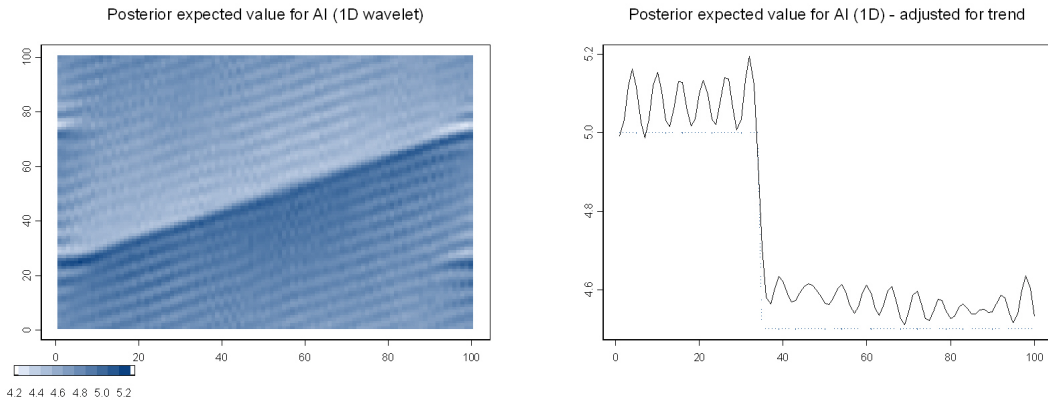 Posterior expected value for AI (1D wavelet)
100
80
60
40
20
0
0 20 40 60 80 100
4.2 4.4 4.6 4.8 5.0 5.2
Posterior expected value for AI (1D) - adjusted for trend
5.2
5.0
4.8
4.6
0 20 40 60 80 100